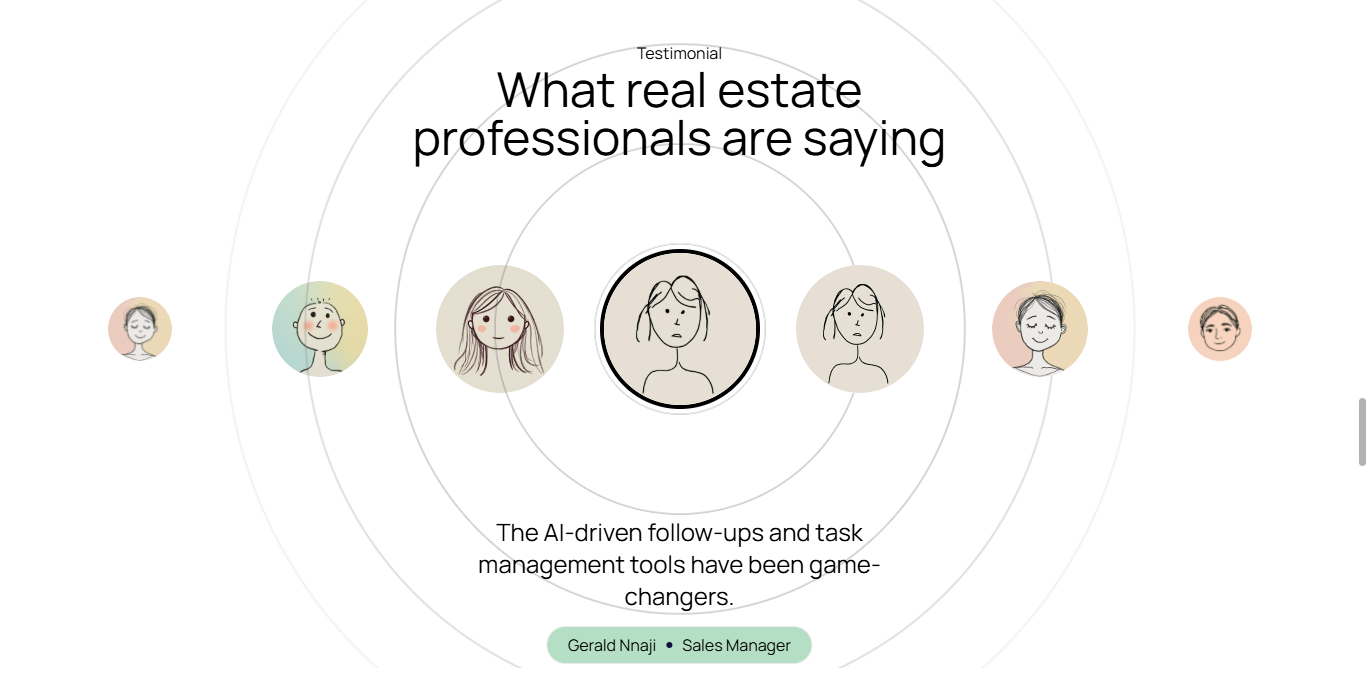 Testimonial
What real estate
professionals are saying
The AI-driven follow-ups and task
management tools have been game-
changers.
Gerald Nnaji • Sales Manager